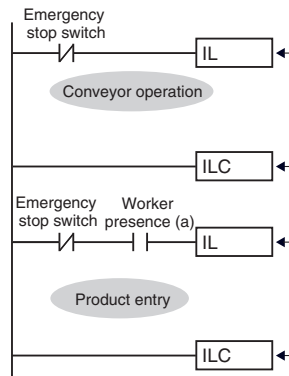 Emergency
stop switch
IL
Conveyor operation
ILC
Emergency Worker
stop switch presence (a)
IL
Product entry
ILC